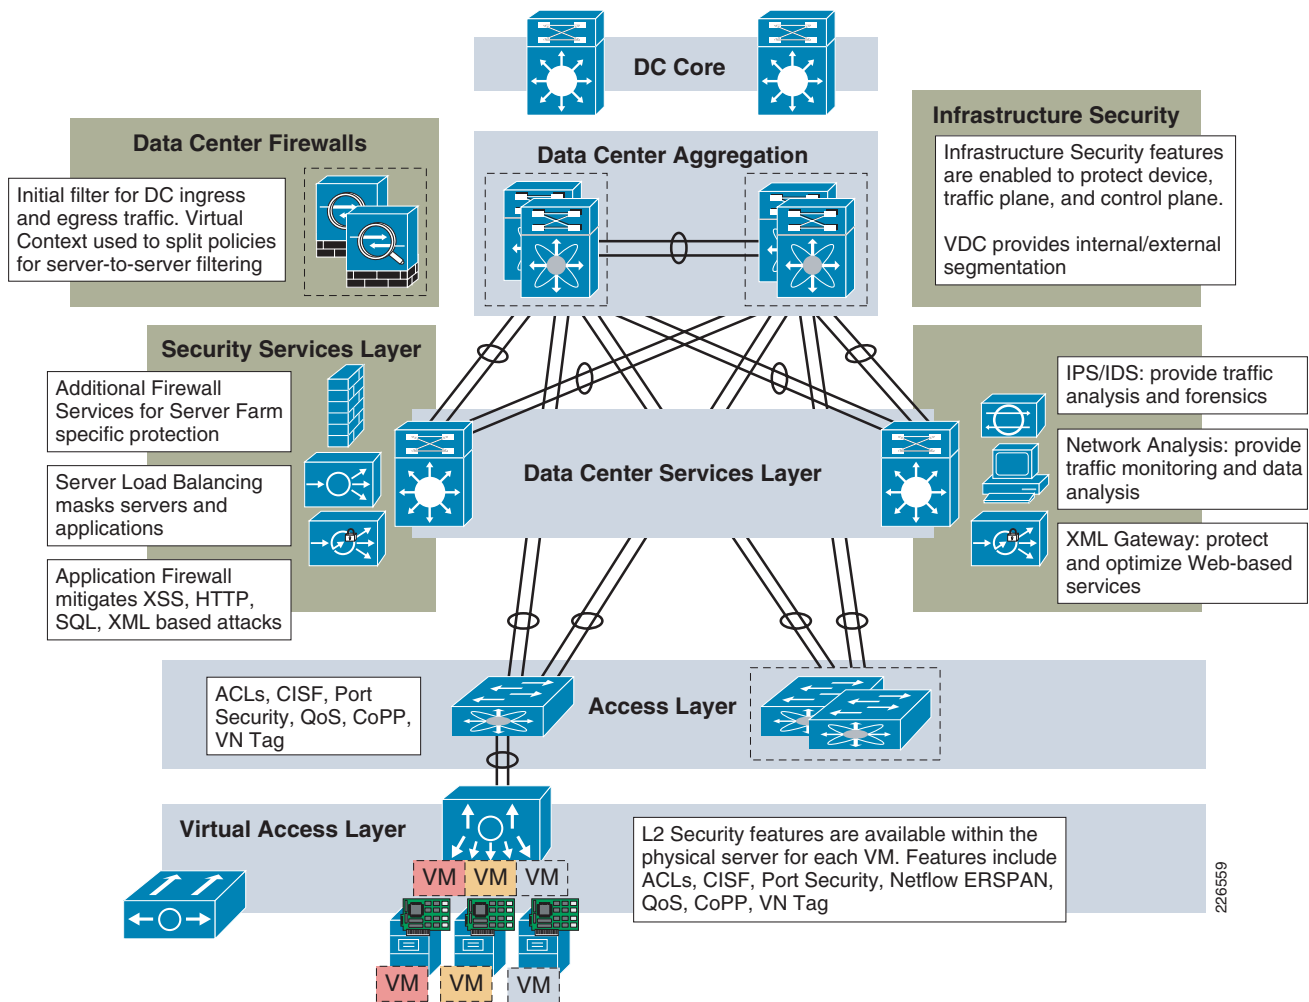 DC Core
Infrastructure Security
Infrastructure Security features
are enabled to protect device,
traffic plane, and control plane.
VDC provides internal/external
segmentation
Data Center Firewalls
Initial filter for DC ingress
and egress traffic. Virtual
Context used to split policies
for server-to-server filtering
Data Center Aggregation
Security Services Layer
Additional Firewall
Services for Server Farm
specific protection
Server Load Balancing
masks servers and
applications
Application Firewall
mitigates XSS, HTTP,
SQL, XML based attacks
Data Center Services Layer
IPS/IDS: provide traffic
analysis and forensics
Network Analysis: provide
traffic monitoring and data
analysis
XML Gateway: protect
and optimize Web-based
services
ACLs, CISF, Port
Security, QoS, CoPP,
VN Tag
Access Layer
Virtual Access Layer
L2 Security features are available within the
physical server for each VM. Features include
ACLs, CISF, Port Security, Netflow ERSPAN,
QoS, CoPP, VN Tag
VM VM VM
VM VM VM
226559